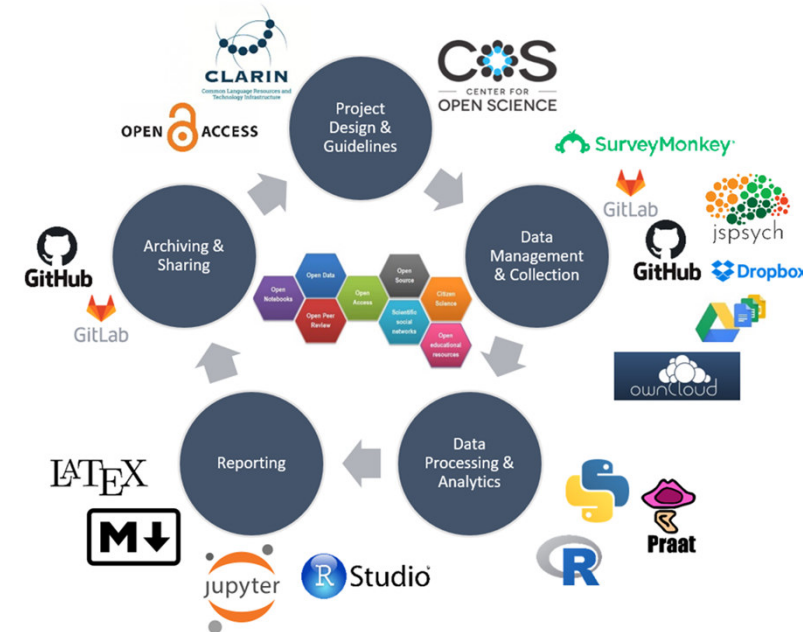 CLARIN
Common Language Resources and
Technology Infrastructure
OPEN ACCESS
Project
Design &
Guidelines
COS
CENTER FOR
OPEN SCIENCE
SurveyMonkey
GitLab
jspsych
GitHub
Dropbox
ownCloud
Data
Management
& Collection
Archiving &
Sharing
GitHub
GitLab
Open
Notebooks
Open Data
Open Peer
Review
Open
Access
Open
Source
Scientific
social
networks
Citizen
Science
Open
educational
resources
Data
Processing &
Analytics
Praat
R
Reporting
LATEX
M
jupyter
R Studio